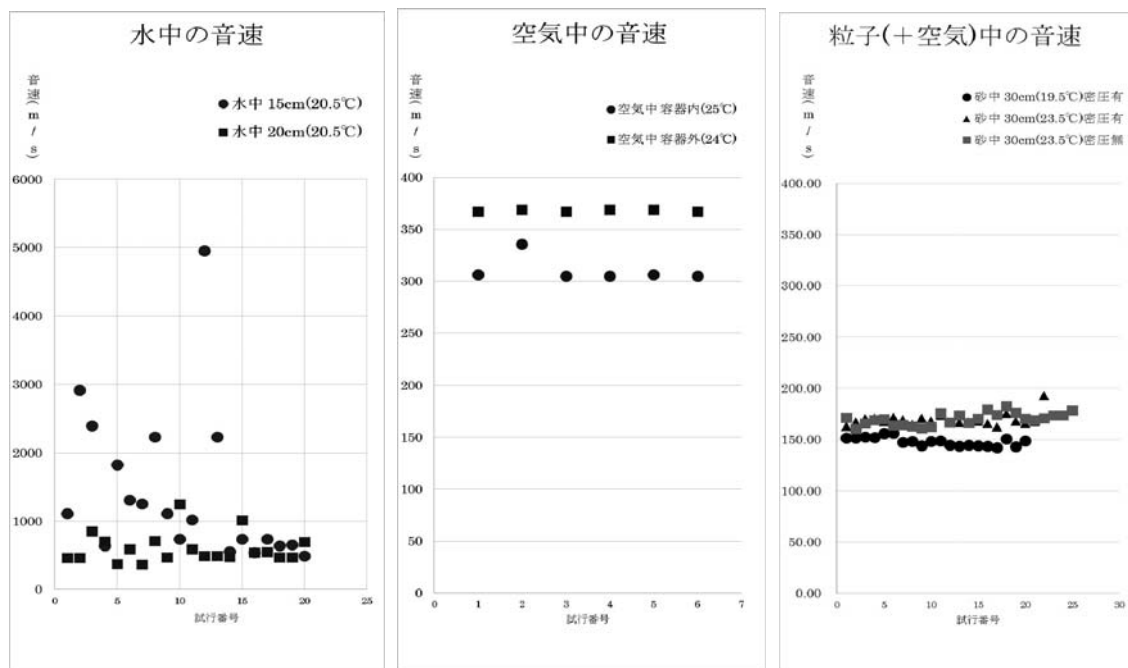 水中の音速
音速(m/s)
●水中 15cm(20.5℃)
■水中 20cm(20.5℃)
6000
5000
4000
3000
2000
1000
0
0 5 10 15 20 25
試行番号
空気中の音速
音速(m/s)
●空気中 容器内(25℃)
■空気中 容器外(24℃)
400
350
300
250
200
150
100
50
0
0 1 2 3 4 5 6 7
試行番号
粒子(+空気)中の音速
音速(m/s)
●砂中 30cm(19.5℃)密圧有
▲砂中 30cm(23.5℃)密圧有
■砂中 30cm(23.5℃)密圧無
400.00
350.00
300.00
250.00
200.00
150.00
100.00
50.00
0.00
0 5 10 15 20 25 30
試行番号